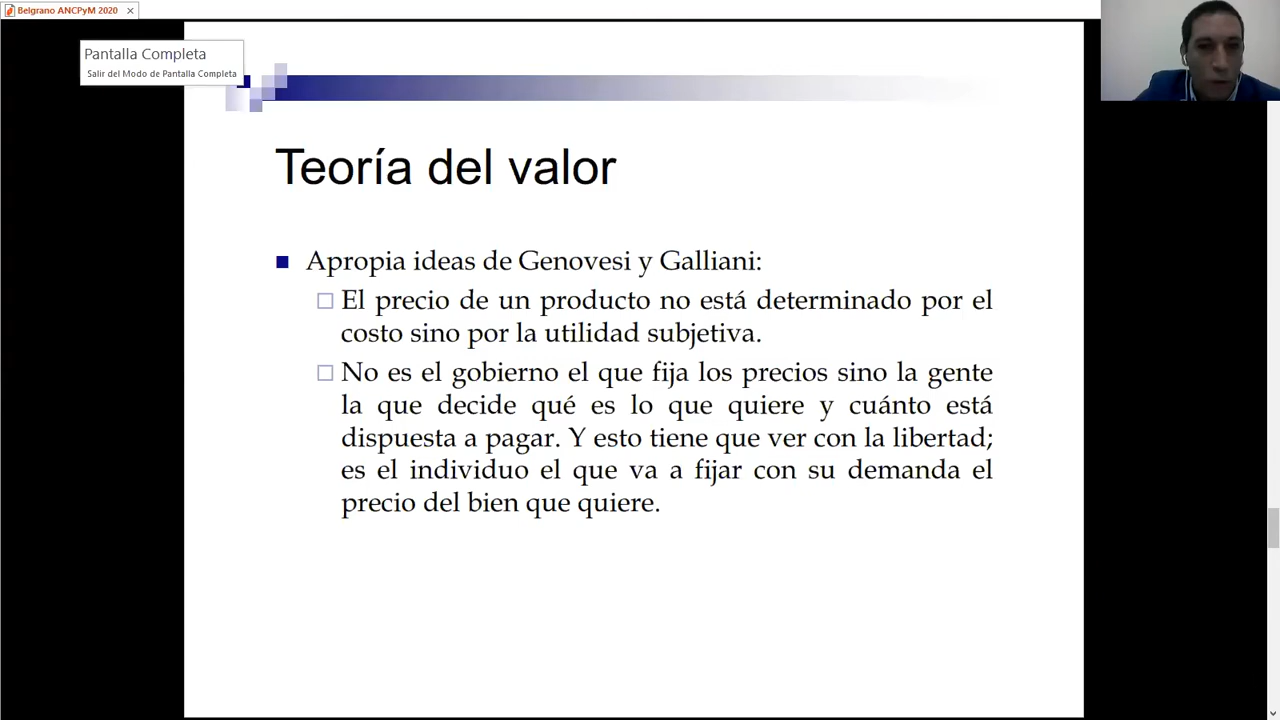 Belgrano ANCPyM 2020
Pantalla Completa
Salir del Modo de Pantalla Completa
Teoría del valor
Apropia ideas de Genovesi y Galliani:
El precio de un producto no está determinado por el
costo sino por la utilidad subjetiva.
No es el gobierno el que fija los precios sino la gente
la que decide qué es lo que quiere y cuánto está
dispuesta a pagar. Y esto tiene que ver con la libertad;
es el individuo el que va a fijar con su demanda el
precio del bien que quiere.